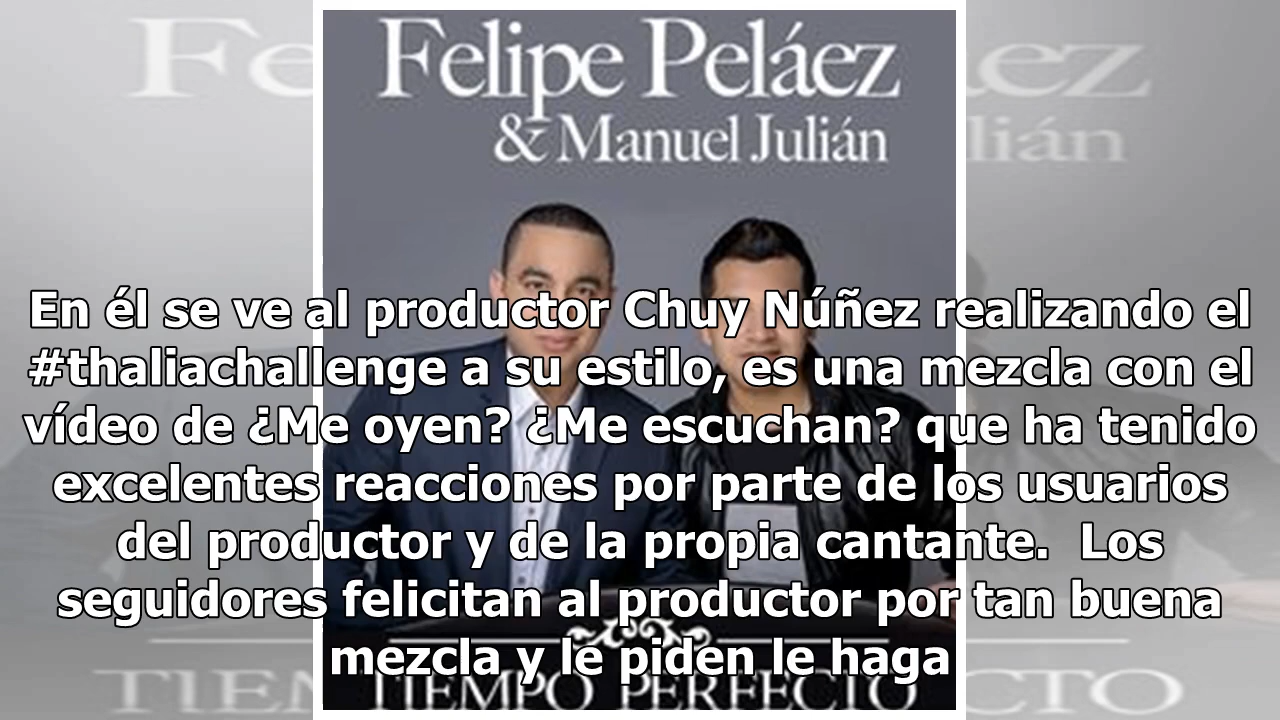 Felipe Peláez
& Manuel Julián
En él se ve al productor Chuy Núñez realizando el
#thaliachallenge a su estilo, es una mezcla con el
vídeo de ¿Me oyen? ¿Me escuchan? que ha tenido
excelentes reacciones por parte de los usuarios
del productor y de la propia cantante. Los
seguidores felicitan al productor por tan buena
mezcla y le piden le haga
TIEMPO PERFECTO